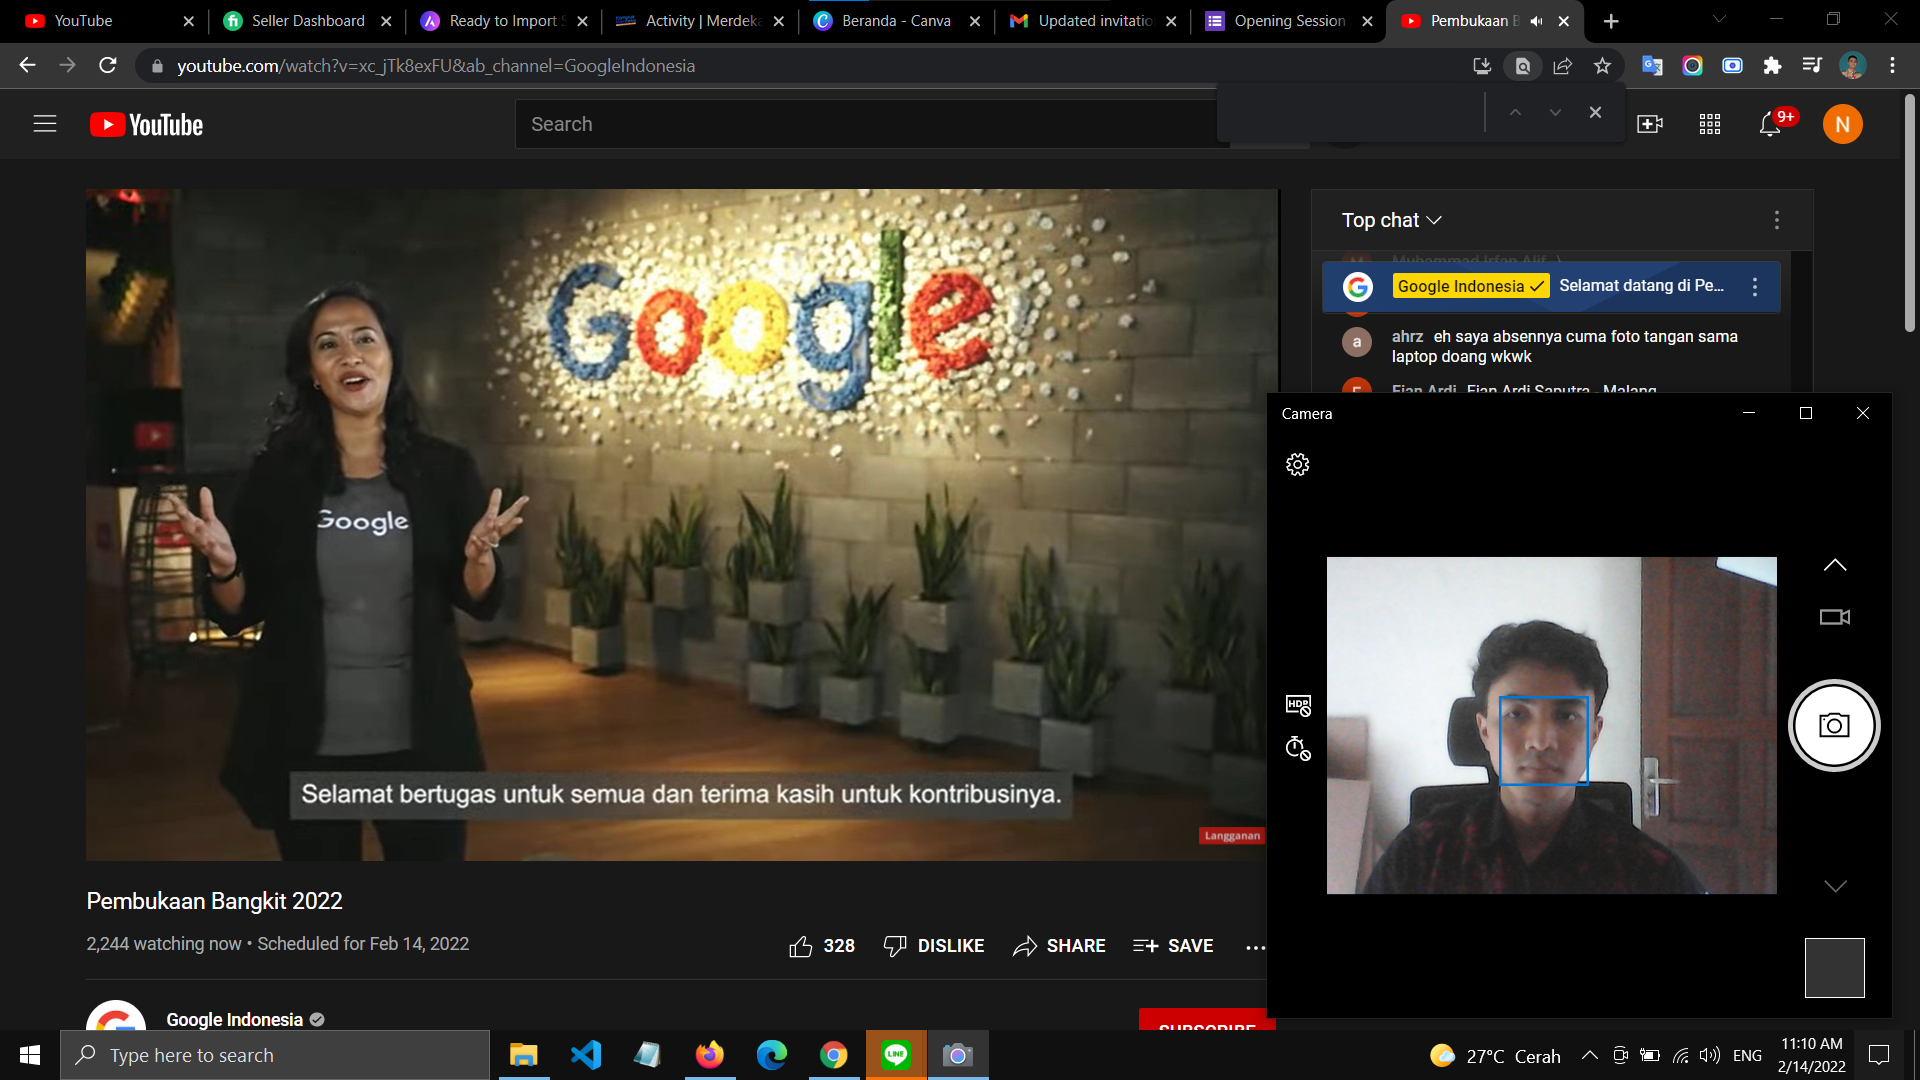 YouTube
Seller Dashboard
Ready to Import S
Activity | Merdeka
Beranda - Canva
Updated invitatio
Opening Session
Pembukaan B
youtube.com/watch?v=xc_jTk8exFU&ab_channel=GoogleIndonesia
YouTube
Search
9+
N
Google
Google
Selamat bertugas untuk semua dan terima kasih untuk kontribusinya.
Langganan
Top chat
Muhammad Irfan Alif
Google Indonesia Selamat datang di Pe...
a
ahrz eh saya absennya cuma foto tangan sama
laptop doang wkwk
Fian Ardi Fian Ardi Saputra - Malang
Camera
HDR
Pembukaan Bangkit 2022
2,244 watching now • Scheduled for Feb 14, 2022
328
DISLIKE
SHARE
SAVE
Google Indonesia
SUBSCRIBE
Type here to search
LINE
27°C Cerah
ENG
11:10 AM
2/14/2022